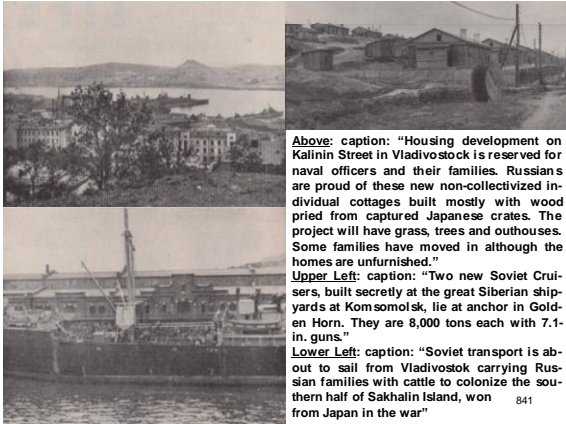 Above: caption: “Housing development on
Kalinin Street in Vladivostock is reserved for
naval officers and their families. Russians
are proud of these new non-collectivized in-
dividual cottages built mostly with wood
pried from captured Japanese crates. The
project will have grass, trees and outhouses.
Some families have moved in although the
homes are unfurnished.”
Upper Left: caption: “Two new Soviet Crui-
sers, built secretly at the great Siberian ship-
yards at Komsomolsk, lie at anchor in Gold-
en Horn. They are 8,000 tons each with 7.1-
in. guns.”
Lower Left: caption: “Soviet transport is ab-
out to sail from Vladivostok carrying Rus-
sian families with cattle to colonize the sou-
thern half of Sakhalin Island, won
from Japan in the war”
841